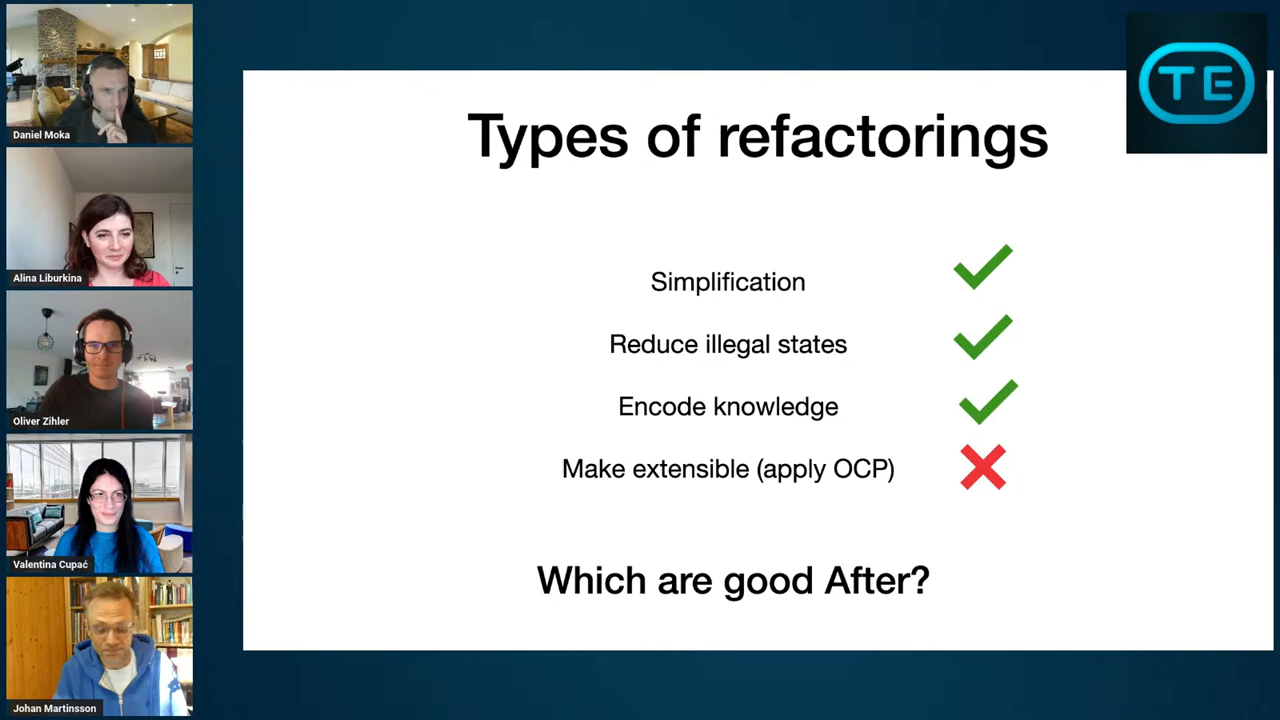 Daniel Moka
Alina Liburkina
Oliver Zihler
Valentina Cupać
Johan Martinsson
TE
Types of refactorings
Simplification
Reduce illegal states
Encode knowledge
Make extensible (apply OCP)
Which are good After?